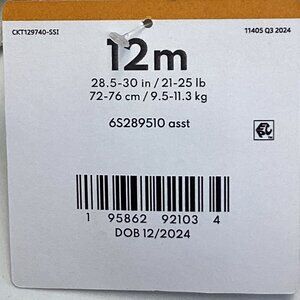 CKT129740-SSI
11405 Q3 2024
12m
28.5-30 in / 21-25 lb
72-76 cm / 9.5-11.3 kg
6S289510 asst
1 95862 92103 4
DOB 12/2024